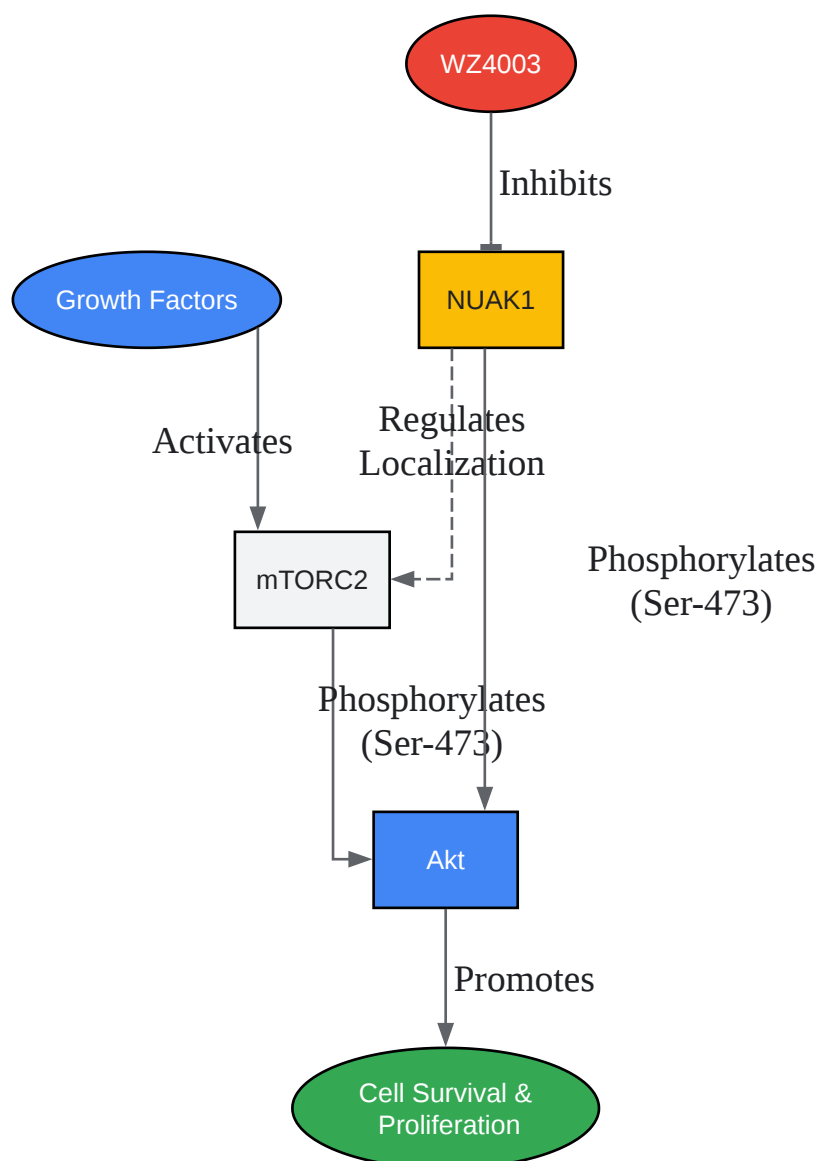 WZ4003
Inhibits
Growth Factors
NUAK1
Activates
Regulates
Localization
mTORC2
Phosphorylates
(Ser-473)
Phosphorylates
(Ser-473)
Akt
Promotes
Cell Survival &
Proliferation